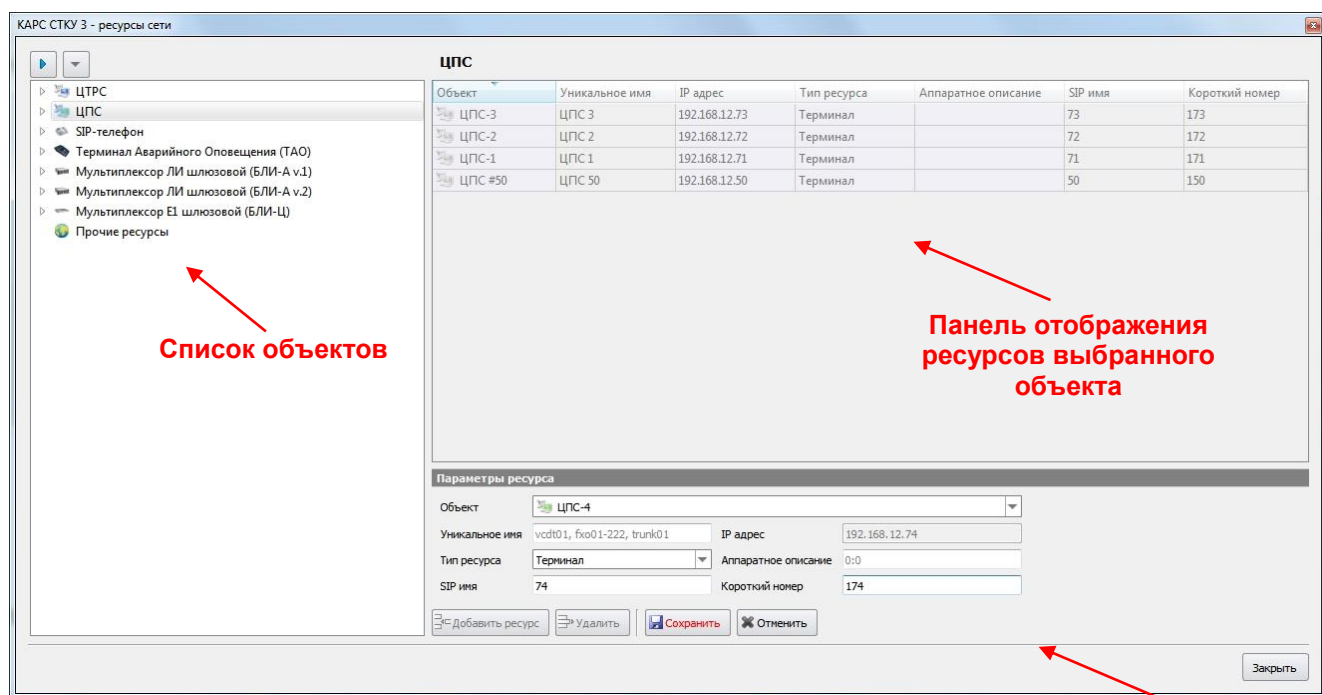 КАРС СТКУ 3 - ресурсы сети
ЦПС
ЦТРС
ЦПС
SIP-телефон
Терминал Аварийного Оповещения (ТАО)
Мультиплексор ЛИ шлюзовой (БЛИ-А v.1)
Мультиплексор ЛИ шлюзовой (БЛИ-А v.2)
Мультиплексор E1 шлюзовой (БЛИ-Ц)
Прочие ресурсы
Список объектов
Объект Уникальное имя IP адрес Тип ресурса Аппаратное описание SIP имя Короткий номер
ЦПС-3 ЦПС 3 192.168.12.73 Терминал 73 173
ЦПС-2 ЦПС 2 192.168.12.72 Терминал 72 172
ЦПС-1 ЦПС 1 192.168.12.71 Терминал 71 171
ЦПС #50 ЦПС 50 192.168.12.50 Терминал 50 150
Панель отображения
ресурсов выбранного
объекта
Параметры ресурса
Объект ЦПС-4
Уникальное имя vcdt01, fxo01-222, trunk01 IP адрес 192.168.12.74
Тип ресурса Терминал Аппаратное описание 0:0
SIP имя 74 Короткий номер 174
Добавить ресурс Удалить Сохранить Отменить
Закрыть